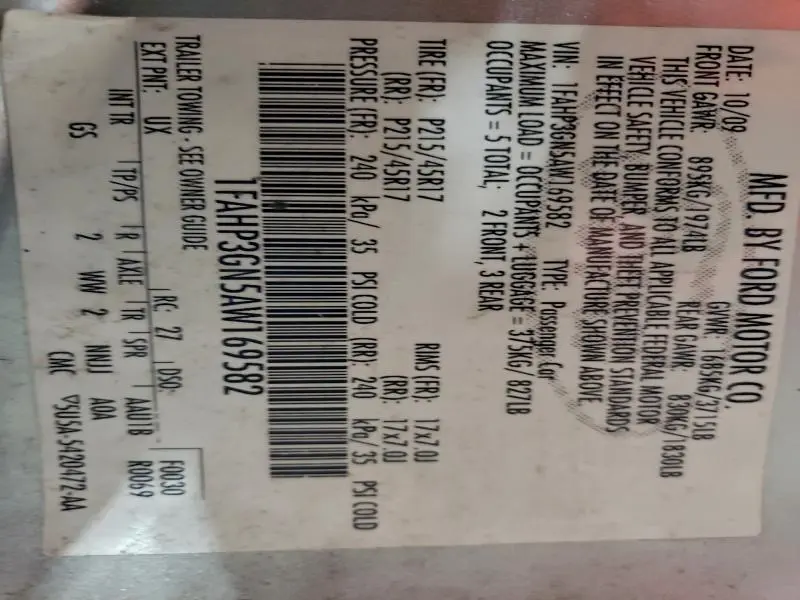 MFD. BY FORD MOTOR CO.
DATE: 10/09 GVWR: 1685KG/3715LB
FRONT GAWR: 895KG/1974LB REAR GAWR: 830KG/1830LB
THIS VEHICLE CONFORMS TO ALL APPLICABLE FEDERAL MOTOR
VEHICLE SAFETY, BUMPER, AND THEFT PREVENTION STANDARDS
IN EFFECT ON THE DATE OF MANUFACTURE SHOWN ABOVE.
VIN: 1FAHP3GN5AW169582 TYPE: Passenger Car
MAXIMUM LOAD = OCCUPANTS + LUGGAGE = 375KG/ 827LB
OCCUPANTS = 5 TOTAL; 2 FRONT, 3 REAR
TIRE (FR): P215/45R17 RIMS (FR): 17x7.0J
(RR): P215/45R17 (RR): 17x7.0J
PRESSURE (FR): 240 kPa/ 35 PSI COLD (RR): 240 kPa/ 35 PSI COLD
1FAHP3GN5AW169582
TRAILER TOWING - SEE OWNER GUIDE
EXT PNT: UX RC: 27 DSO: F0030
R0069
INT TR TP/PS R AXLE TR SPR AAUTB
GS 2 WW 2 NNJJ AOA
CMC ▽5U5A-5420472-AA